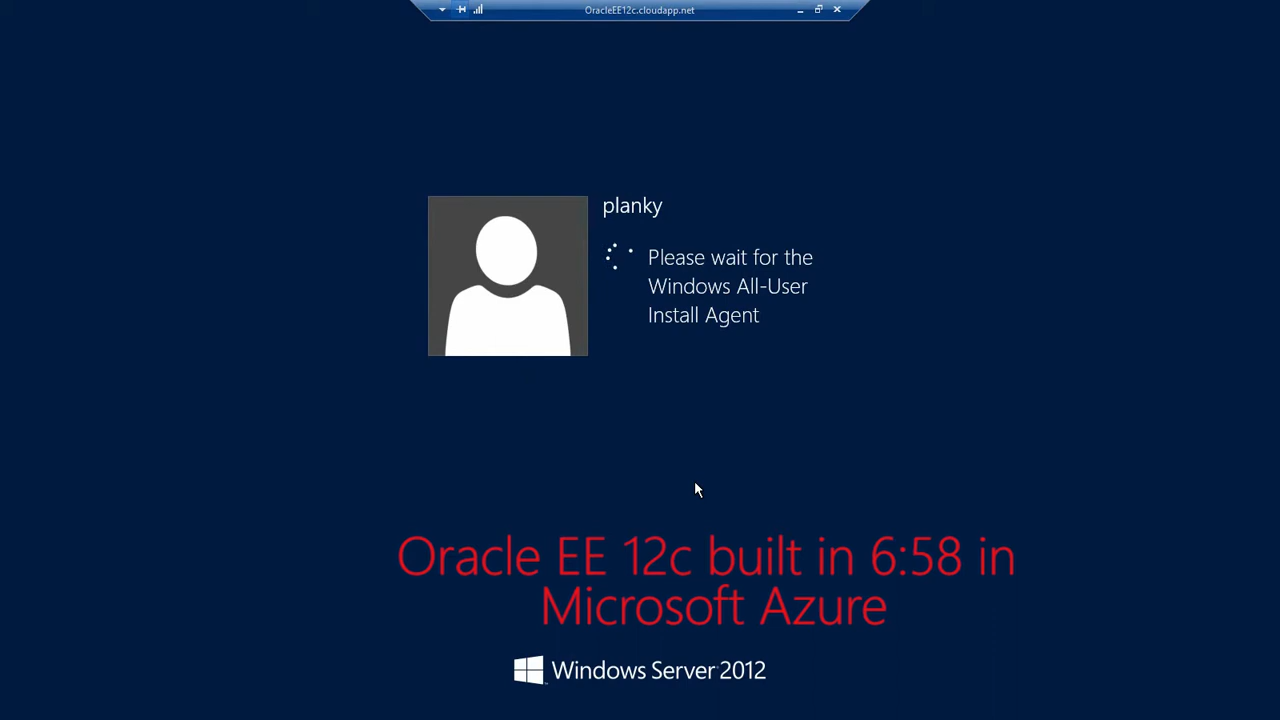 OracleEE12c.cloudapp.net
planky
Please wait for the
Windows All-User
Install Agent
Oracle EE 12c built in 6:58 in
Microsoft Azure
Windows Server 2012